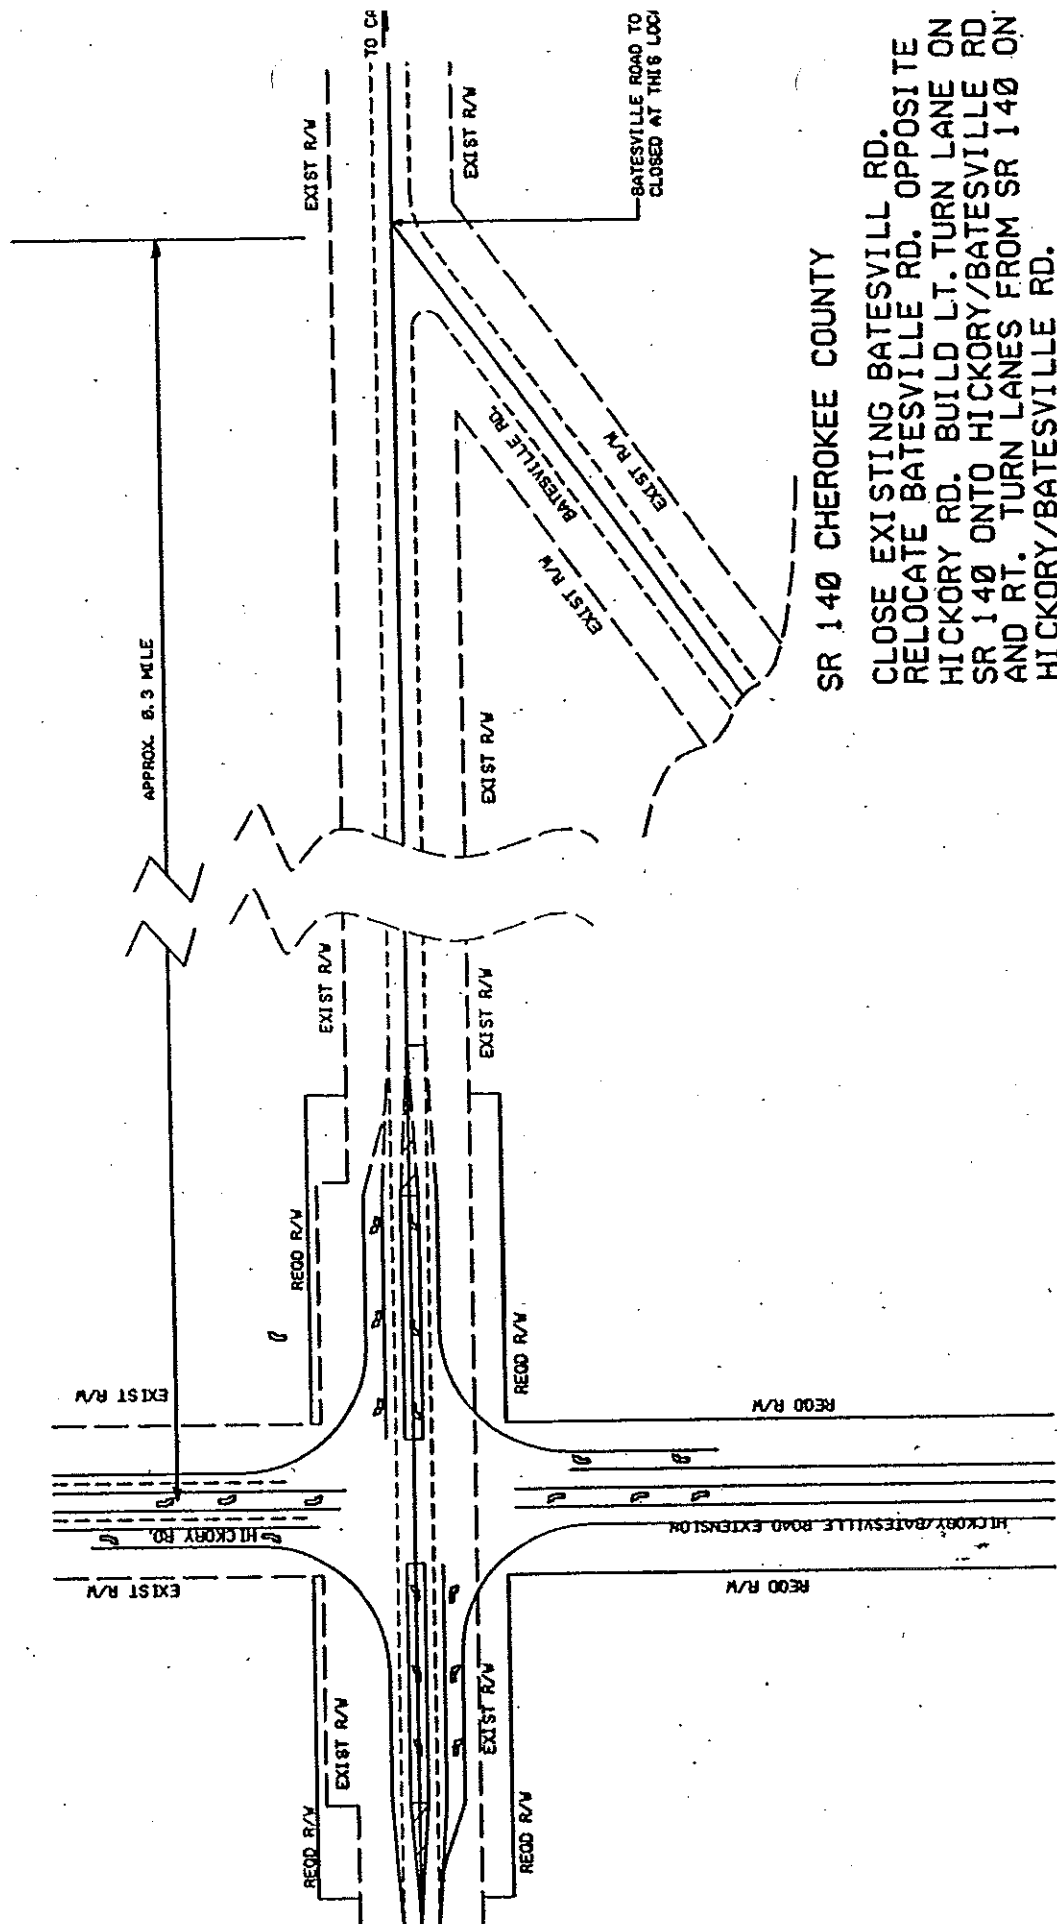 APPROX. 0.3 MILE
EXIST R/W
TO
EXIST R/W
BATESVILLE ROAD TO
CLOSED AT THIS
BATESVILLE RD.
EXIST R/W
EXIST R/W
EXIST R/W
EXIST R/W
EXIST R/W
REQD R/W
REQD R/W
EXIST R/W
REQD R/W
HICKORY RD.
HICKORY/BATESVILLE ROAD EXTENSION
EXIST R/W
REQD R/W
REQD R/W
EXIST R/W
EXIST R/W
REQD R/W
SR 140 CHEROKEE COUNTY
CLOSE EXISTING BATESVILL RD.
RELOCATE BATESVILLE RD. OPPOSITE
HICKORY RD. BUILD LT. TURN LANE ON
SR 140 ONTO HICKORY/BATESVILLE RD
AND RT. TURN LANES FROM SR 140 ON
HICKORY/BATESVILLE RD.